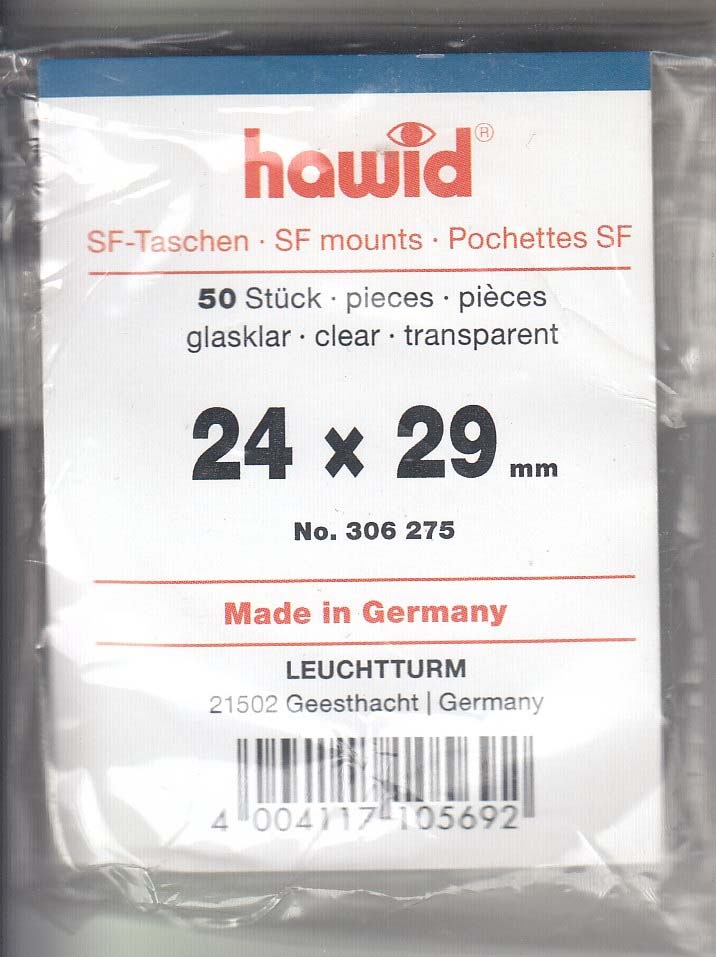 hawid®
SF-Taschen · SF mounts · Pochettes SF
50 Stück · pieces · pièces
glasklar · clear · transparent
24 x 29 mm
No. 306 275
Made in Germany
LEUCHTTURM
21502 Geesthacht | Germany
4 004117 105692